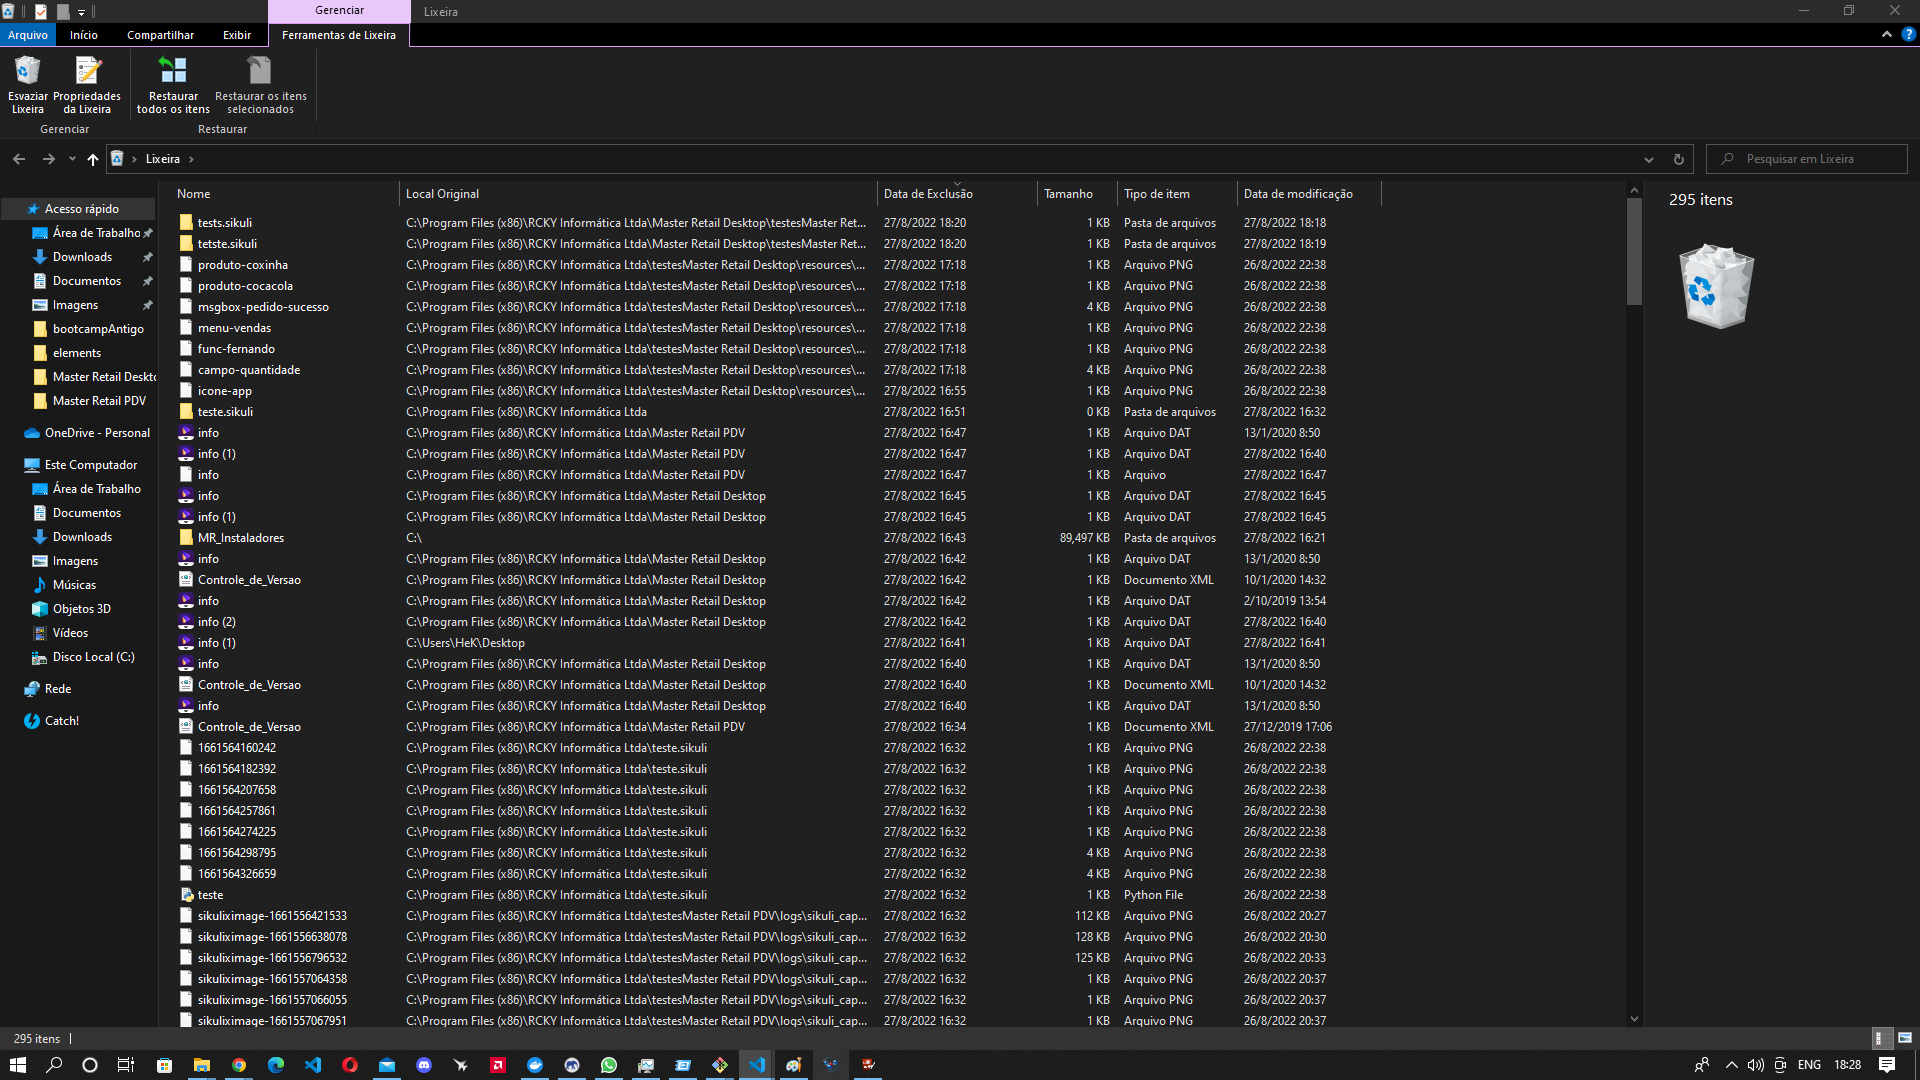 Gerenciar
Lixeira
Arquivo Início Compartilhar Exibir Ferramentas de Lixeira
Esvaziar Lixeira
Propriedades da Lixeira
Restaurar todos os itens
Restaurar os itens selecionados
Gerenciar
Restaurar
Lixeira
Pesquisar em Lixeira
Acesso rápido
Área de Trabalho
Downloads
Documentos
Imagens
bootcampAntigo
elements
Master Retail Deskto
Master Retail PDV
OneDrive - Personal
Este Computador
Área de Trabalho
Documentos
Downloads
Imagens
Músicas
Objetos 3D
Vídeos
Disco Local (C:)
Rede
Catch!
Nome Local Original Data de Exclusão Tamanho Tipo de item Data de modificação
tests.sikuli C:\Program Files (x86)\RCKY Informática Ltda\Master Retail Desktop\testesMaster Ret... 27/8/2022 18:20 1 KB Pasta de arquivos 27/8/2022 18:18
tetste.sikuli C:\Program Files (x86)\RCKY Informática Ltda\Master Retail Desktop\testesMaster Ret... 27/8/2022 18:20 1 KB Pasta de arquivos 27/8/2022 18:19
produto-coxinha C:\Program Files (x86)\RCKY Informática Ltda\testesMaster Retail Desktop\resources\... 27/8/2022 17:18 1 KB Arquivo PNG 26/8/2022 22:38
produto-cocacola C:\Program Files (x86)\RCKY Informática Ltda\testesMaster Retail Desktop\resources\... 27/8/2022 17:18 1 KB Arquivo PNG 26/8/2022 22:38
msgbox-pedido-sucesso C:\Program Files (x86)\RCKY Informática Ltda\testesMaster Retail Desktop\resources\... 27/8/2022 17:18 4 KB Arquivo PNG 26/8/2022 22:38
menu-vendas C:\Program Files (x86)\RCKY Informática Ltda\testesMaster Retail Desktop\resources\... 27/8/2022 17:18 1 KB Arquivo PNG 26/8/2022 22:38
func-fernando C:\Program Files (x86)\RCKY Informática Ltda\testesMaster Retail Desktop\resources\... 27/8/2022 17:18 1 KB Arquivo PNG 26/8/2022 22:38
campo-quantidade C:\Program Files (x86)\RCKY Informática Ltda\testesMaster Retail Desktop\resources\... 27/8/2022 17:18 4 KB Arquivo PNG 26/8/2022 22:38
icone-app C:\Program Files (x86)\RCKY Informática Ltda\testesMaster Retail Desktop\resources\... 27/8/2022 16:55 1 KB Arquivo PNG 26/8/2022 22:38
teste.sikuli C:\Program Files (x86)\RCKY Informática Ltda 27/8/2022 16:51 0 KB Pasta de arquivos 27/8/2022 16:32
info C:\Program Files (x86)\RCKY Informática Ltda\Master Retail PDV 27/8/2022 16:47 1 KB Arquivo DAT 13/1/2020 8:50
info (1) C:\Program Files (x86)\RCKY Informática Ltda\Master Retail PDV 27/8/2022 16:47 1 KB Arquivo DAT 27/8/2022 16:40
info C:\Program Files (x86)\RCKY Informática Ltda\Master Retail PDV 27/8/2022 16:47 1 KB Arquivo 27/8/2022 16:47
info C:\Program Files (x86)\RCKY Informática Ltda\Master Retail Desktop 27/8/2022 16:45 1 KB Arquivo DAT 27/8/2022 16:45
info (1) C:\Program Files (x86)\RCKY Informática Ltda\Master Retail Desktop 27/8/2022 16:45 1 KB Arquivo DAT 27/8/2022 16:45
MR_Instaladores C:\ 27/8/2022 16:43 89,497 KB Pasta de arquivos 27/8/2022 16:21
info C:\Program Files (x86)\RCKY Informática Ltda\Master Retail Desktop 27/8/2022 16:42 1 KB Arquivo DAT 13/1/2020 8:50
Controle_de_Versao C:\Program Files (x86)\RCKY Informática Ltda\Master Retail Desktop 27/8/2022 16:42 1 KB Documento XML 10/1/2020 14:32
info C:\Program Files (x86)\RCKY Informática Ltda\Master Retail Desktop 27/8/2022 16:42 1 KB Arquivo DAT 2/10/2019 13:54
info (2) C:\Program Files (x86)\RCKY Informática Ltda\Master Retail Desktop 27/8/2022 16:42 1 KB Arquivo DAT 27/8/2022 16:40
info (1) C:\Users\HeK\Desktop 27/8/2022 16:41 1 KB Arquivo DAT 27/8/2022 16:41
info C:\Program Files (x86)\RCKY Informática Ltda\Master Retail Desktop 27/8/2022 16:40 1 KB Arquivo DAT 13/1/2020 8:50
Controle_de_Versao C:\Program Files (x86)\RCKY Informática Ltda\Master Retail Desktop 27/8/2022 16:40 1 KB Documento XML 10/1/2020 14:32
info C:\Program Files (x86)\RCKY Informática Ltda\Master Retail Desktop 27/8/2022 16:40 1 KB Arquivo DAT 13/1/2020 8:50
Controle_de_Versao C:\Program Files (x86)\RCKY Informática Ltda\Master Retail PDV 27/8/2022 16:34 1 KB Documento XML 27/12/2019 17:06
1661564160242 C:\Program Files (x86)\RCKY Informática Ltda\teste.sikuli 27/8/2022 16:32 1 KB Arquivo PNG 26/8/2022 22:38
1661564182392 C:\Program Files (x86)\RCKY Informática Ltda\teste.sikuli 27/8/2022 16:32 1 KB Arquivo PNG 26/8/2022 22:38
1661564207658 C:\Program Files (x86)\RCKY Informática Ltda\teste.sikuli 27/8/2022 16:32 1 KB Arquivo PNG 26/8/2022 22:38
1661564257861 C:\Program Files (x86)\RCKY Informática Ltda\teste.sikuli 27/8/2022 16:32 1 KB Arquivo PNG 26/8/2022 22:38
1661564274225 C:\Program Files (x86)\RCKY Informática Ltda\teste.sikuli 27/8/2022 16:32 1 KB Arquivo PNG 26/8/2022 22:38
1661564298795 C:\Program Files (x86)\RCKY Informática Ltda\teste.sikuli 27/8/2022 16:32 4 KB Arquivo PNG 26/8/2022 22:38
1661564326659 C:\Program Files (x86)\RCKY Informática Ltda\teste.sikuli 27/8/2022 16:32 4 KB Arquivo PNG 26/8/2022 22:38
teste C:\Program Files (x86)\RCKY Informática Ltda\teste.sikuli 27/8/2022 16:32 1 KB Python File 26/8/2022 22:38
sikuliximage-1661556421533 C:\Program Files (x86)\RCKY Informática Ltda\testesMaster Retail PDV\logs\sikuli_cap... 27/8/2022 16:32 112 KB Arquivo PNG 26/8/2022 20:27
sikuliximage-1661556638078 C:\Program Files (x86)\RCKY Informática Ltda\testesMaster Retail PDV\logs\sikuli_cap... 27/8/2022 16:32 128 KB Arquivo PNG 26/8/2022 20:30
sikuliximage-1661556796532 C:\Program Files (x86)\RCKY Informática Ltda\testesMaster Retail PDV\logs\sikuli_cap... 27/8/2022 16:32 125 KB Arquivo PNG 26/8/2022 20:33
sikuliximage-1661557064358 C:\Program Files (x86)\RCKY Informática Ltda\testesMaster Retail PDV\logs\sikuli_cap... 27/8/2022 16:32 1 KB Arquivo PNG 26/8/2022 20:37
sikuliximage-1661557066055 C:\Program Files (x86)\RCKY Informática Ltda\testesMaster Retail PDV\logs\sikuli_cap... 27/8/2022 16:32 1 KB Arquivo PNG 26/8/2022 20:37
sikuliximage-1661557067951 C:\Program Files (x86)\RCKY Informática Ltda\testesMaster Retail PDV\logs\sikuli_cap... 27/8/2022 16:32 1 KB Arquivo PNG 26/8/2022 20:37
295 itens
295 itens
ENG 18:28